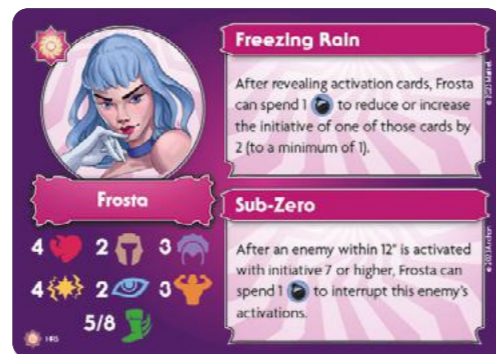 Freezing Rain
After revealing activation cards, Frosta
can spend 1 to reduce or increase
the initiative of one of those cards by
2 (to a minimum of 1).
Frosta
4 2 3
4 2 3
5/8
Sub-Zero
After an enemy within 12" is activated
with initiative 7 or higher, Frosta can
spend 1 to interrupt this enemy's
activations.